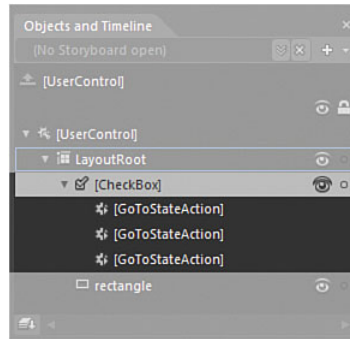 Objects and Timeline
(No Storyboard open)
[UserControl]
[UserControl]
LayoutRoot
[CheckBox]
[GoToStateAction]
[GoToStateAction]
[GoToStateAction]
rectangle